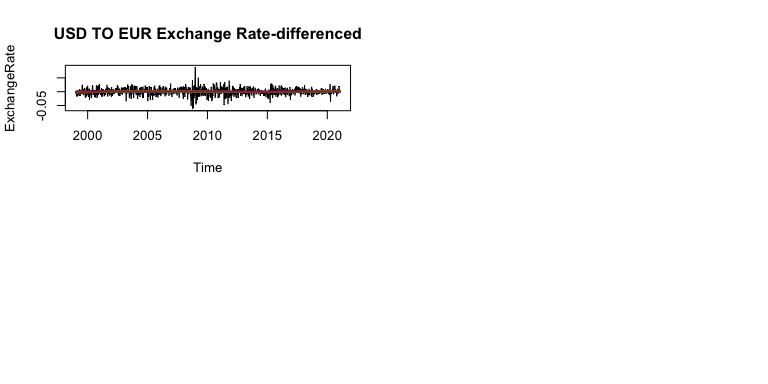 USD TO EUR Exchange Rate-differenced
ExchangeRate
-0.05
2000 2005 2010 2015 2020
Time